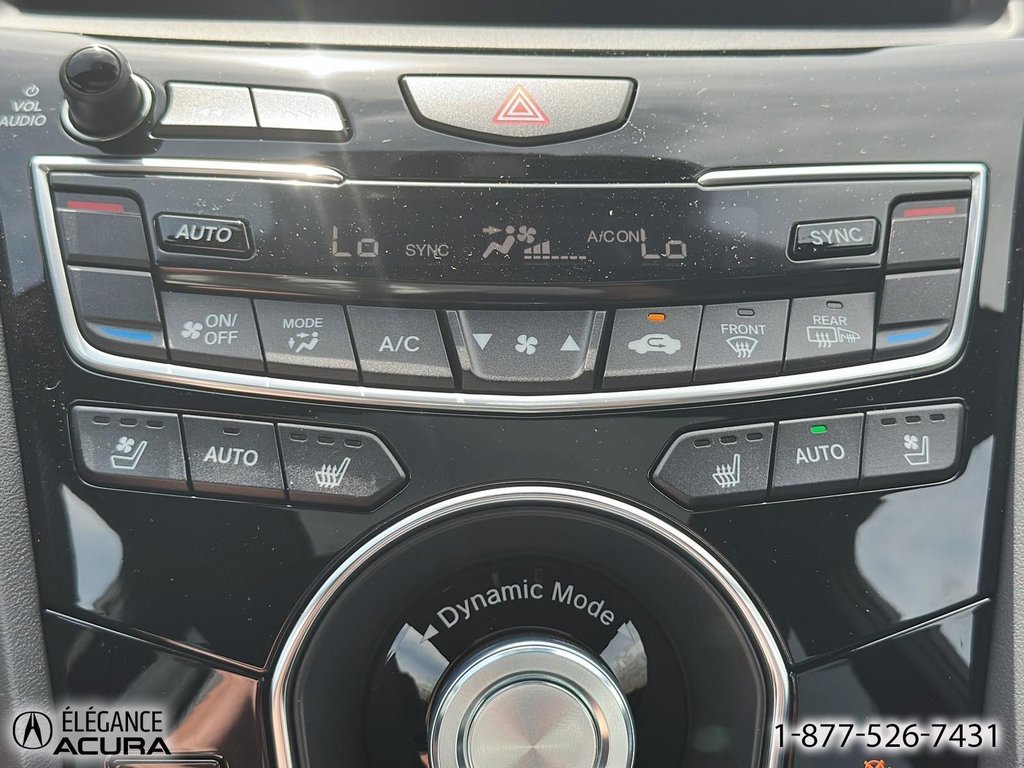 VOL
AUDIO
AUTO
Lo SYNC A/C ON Lo
SYNC
ON/
OFF
MODE
A/C
FRONT
REAR
AUTO
AUTO
Dynamic Mode
ÉLÉGANCE
ACURA
1-877-526-7431